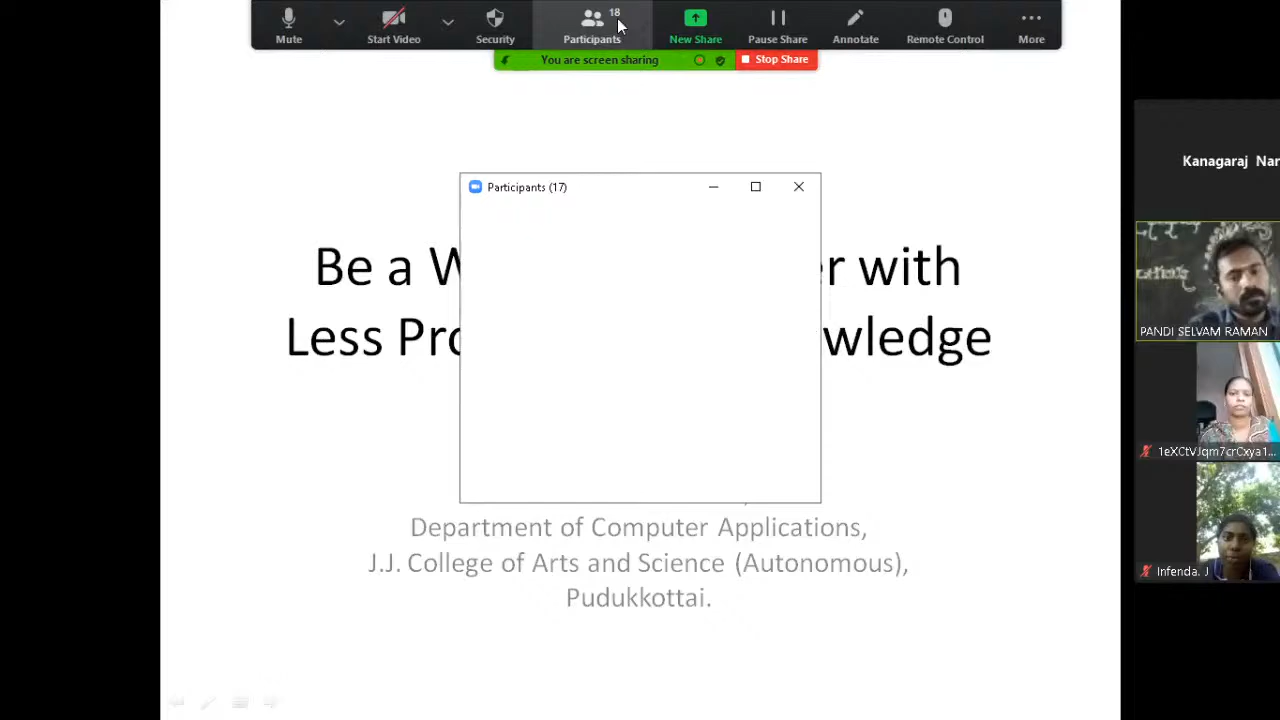 18
Mute
Start Video
Security
Participants
New Share
Pause Share
Annotate
Remote Control
More
You are screen sharing
Stop Share
Kanagaraj Nar
Participants (17)
Be a W er with
Less Pro wledge
PANDI SELVAM RAMAN
1eXCtVJqm7crCxya1...
Department of Computer Applications,
J.J. College of Arts and Science (Autonomous),
Infenda. J
Pudukkottai.